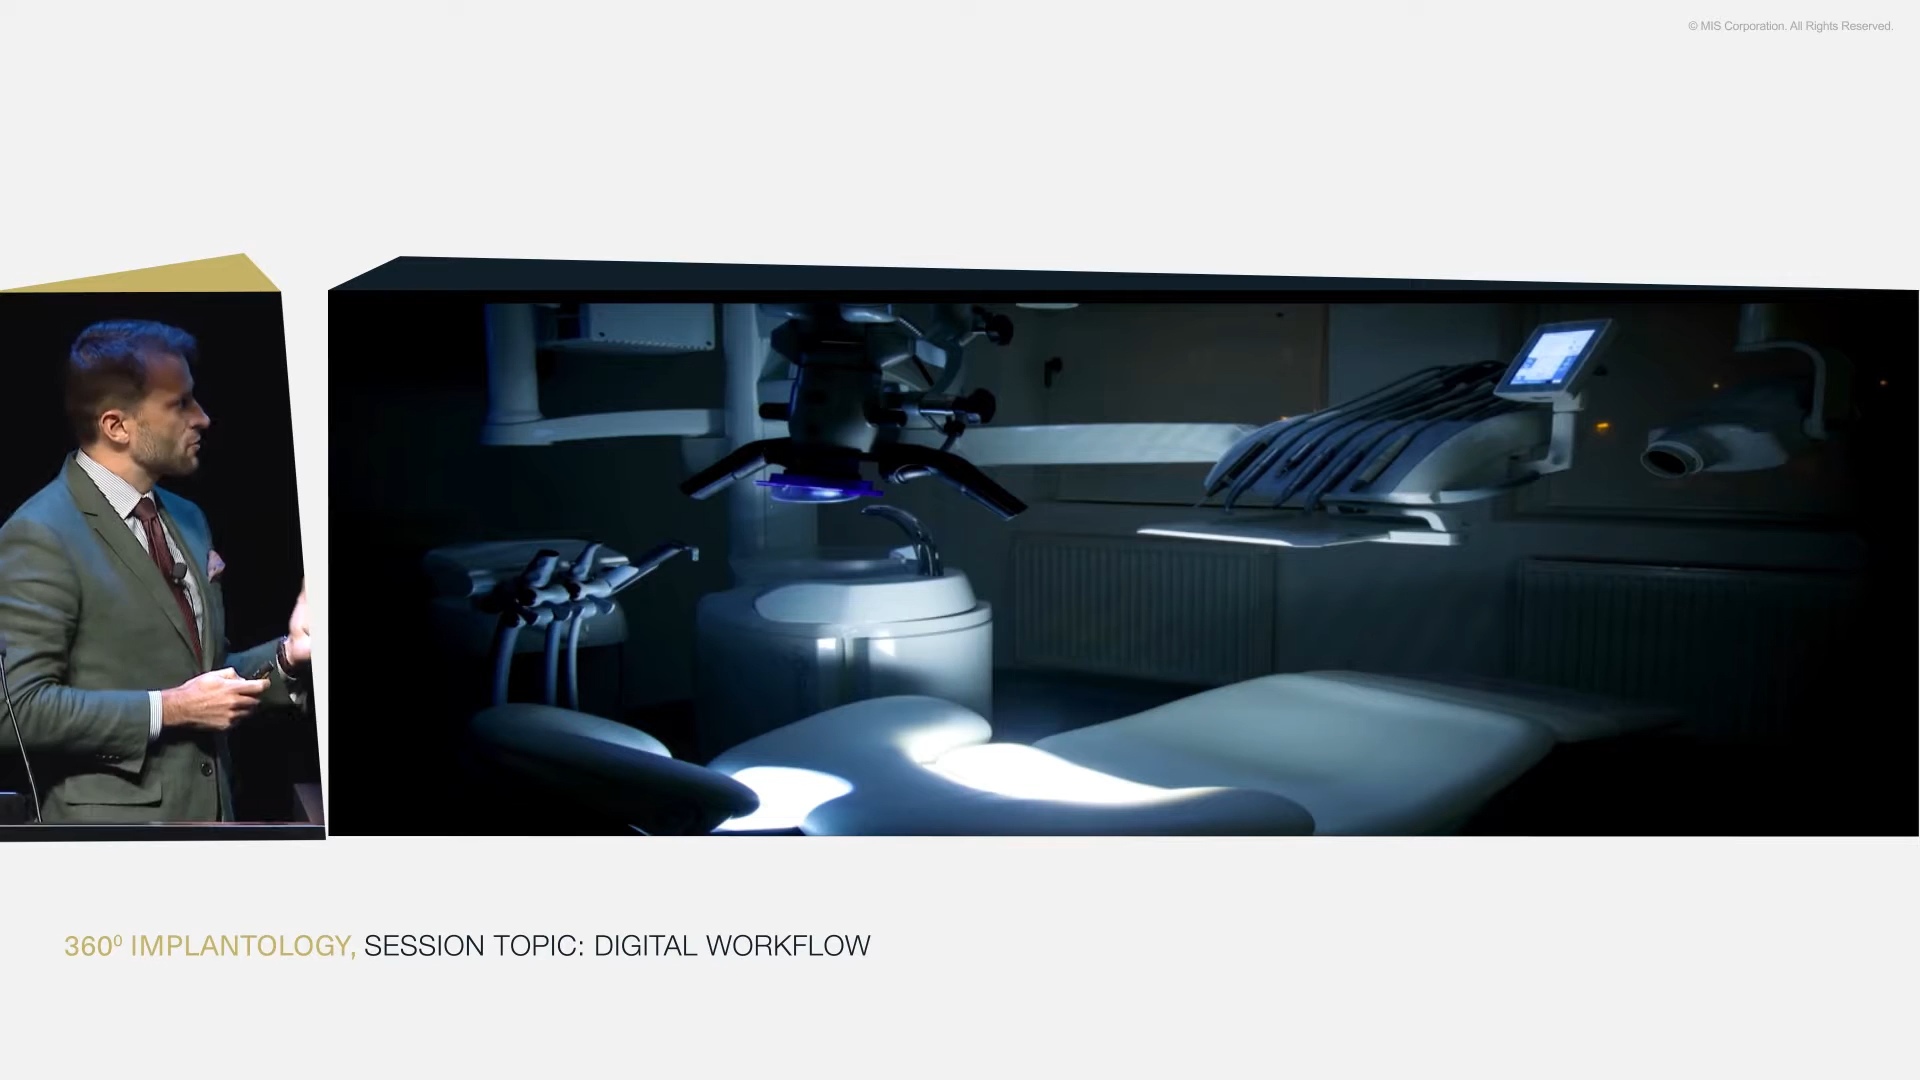 © MIS Corporation. All Rights Reserved.
360⁰ IMPLANTOLOGY, SESSION TOPIC: DIGITAL WORKFLOW